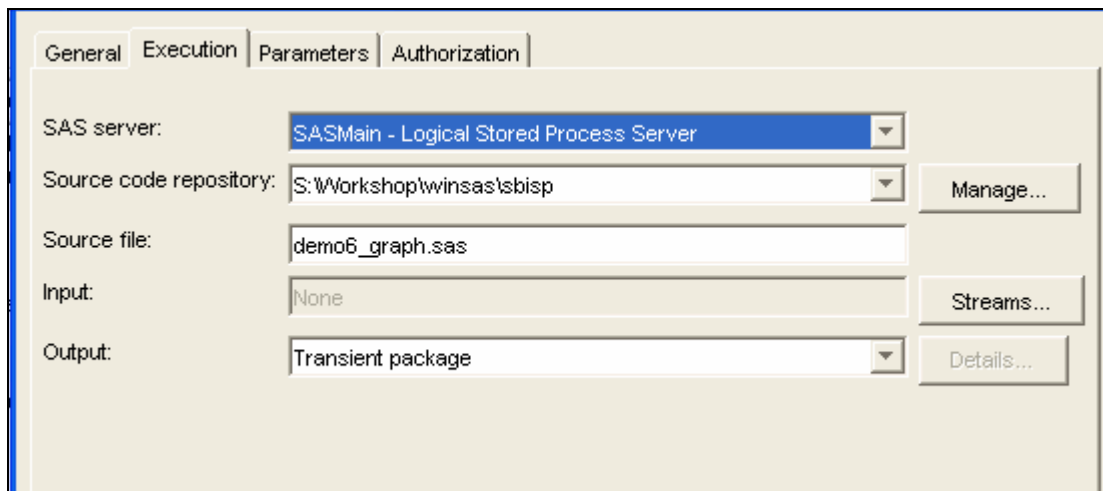 General Execution Parameters Authorization
SAS server: SASMain - Logical Stored Process Server
Source code repository: S:\Workshop\winsas\sbisp Manage...
Source file: demo6_graph.sas
Input: None Streams...
Output: Transient package Details...